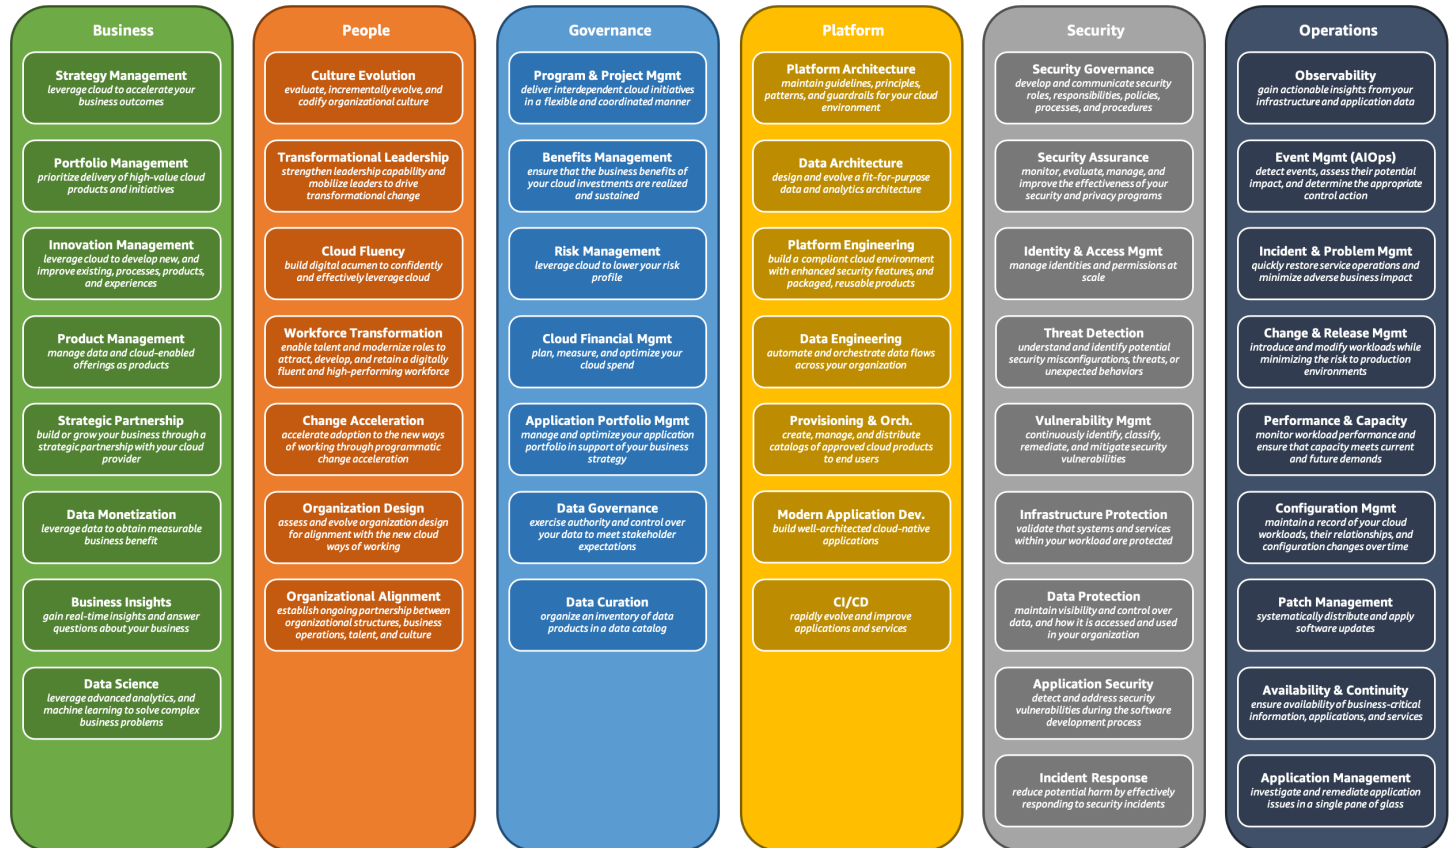 Business
Strategy Management
leverage cloud to accelerate your
business outcomes
Portfolio Management
prioritize delivery of high-value cloud
products and initiatives
Innovation Management
leverage cloud to develop new, and
improve existing, processes, products,
and experiences
Product Management
manage data and cloud-enabled
offerings as products
Strategic Partnership
build or grow your business through a
strategic partnership with your cloud
provider
Data Monetization
leverage data to obtain measurable
business benefit
Business Insights
gain real-time insights and answer
questions about your business
Data Science
leverage advanced analytics, and
machine learning to solve complex
business problems
People
Culture Evolution
evaluate, incrementally evolve, and
codify organizational culture
Transformational Leadership
strengthen leadership capability and
mobilize leaders to drive
transformational change
Cloud Fluency
build digital acumen to confidently
and effectively leverage cloud
Workforce Transformation
enable talent and modernize roles to
attract, develop, and retain a digitally
fluent and high-performing workforce
Change Acceleration
accelerate adoption to the new ways
of working through programmatic
change acceleration
Organization Design
assess and evolve organization design
for alignment with the new cloud
ways of working
Organizational Alignment
establish ongoing partnership between
organizational structures, business
operations, talent, and culture
Governance
Program & Project Mgmt
deliver interdependent cloud initiatives
in a flexible and coordinated manner
Benefits Management
ensure that the business benefits of
your cloud investments are realized
and sustained
Risk Management
leverage cloud to lower your risk
profile
Cloud Financial Mgmt
plan, measure, and optimize your
cloud spend
Application Portfolio Mgmt
manage and optimize your application
portfolio in support of your business
strategy
Data Governance
exercise authority and control over
your data to meet stakeholder
expectations
Data Curation
organize an inventory of data
products in a data catalog
Platform
Platform Architecture
maintain guidelines, principles,
patterns, and guardrails for your cloud
environment
Data Architecture
design and evolve a fit-for-purpose
data and analytics architecture
Platform Engineering
build a compliant cloud environment
with enhanced security features, and
packaged, reusable products
Data Engineering
automate and orchestrate data flows
across your organization
Provisioning & Orch.
create, manage, and distribute
catalogs of approved cloud products
to end users
Modern Application Dev.
build well-architected cloud-native
applications
CI/CD
rapidly evolve and improve
applications and services
Security
Security Governance
develop and communicate security
roles, responsibilities, policies,
processes, and procedures
Security Assurance
monitor, evaluate, manage, and
improve the effectiveness of your
security and privacy programs
Identity & Access Mgmt
manage identities and permissions at
scale
Threat Detection
understand and identify potential
security misconfigurations, threats, or
unexpected behaviors
Vulnerability Mgmt
continuously identify, classify,
remediate, and mitigate security
vulnerabilities
Infrastructure Protection
validate that systems and services
within your workload are protected
Data Protection
maintain visibility and control over
data, and how it is accessed and used
in your organization
Application Security
detect and address security
vulnerabilities during the software
development process
Incident Response
reduce potential harm by effectively
responding to security incidents
Operations
Observability
gain actionable insights from your
infrastructure and application data
Event Mgmt (AIOps)
detect events, assess their potential
impact, and determine the appropriate
control action
Incident & Problem Mgmt
quickly restore service operations and
minimize adverse business impact
Change & Release Mgmt
introduce and modify workloads while
minimizing the risk to production
environments
Performance & Capacity
monitor workload performance and
ensure that capacity meets current
and future demands
Configuration Mgmt
maintain a record of your cloud
workloads, their relationships, and
configuration changes over time
Patch Management
systematically distribute and apply
software updates
Availability & Continuity
ensure availability of business-critical
information, applications, and services
Application Management
investigate and remediate application
issues in a single pane of glass